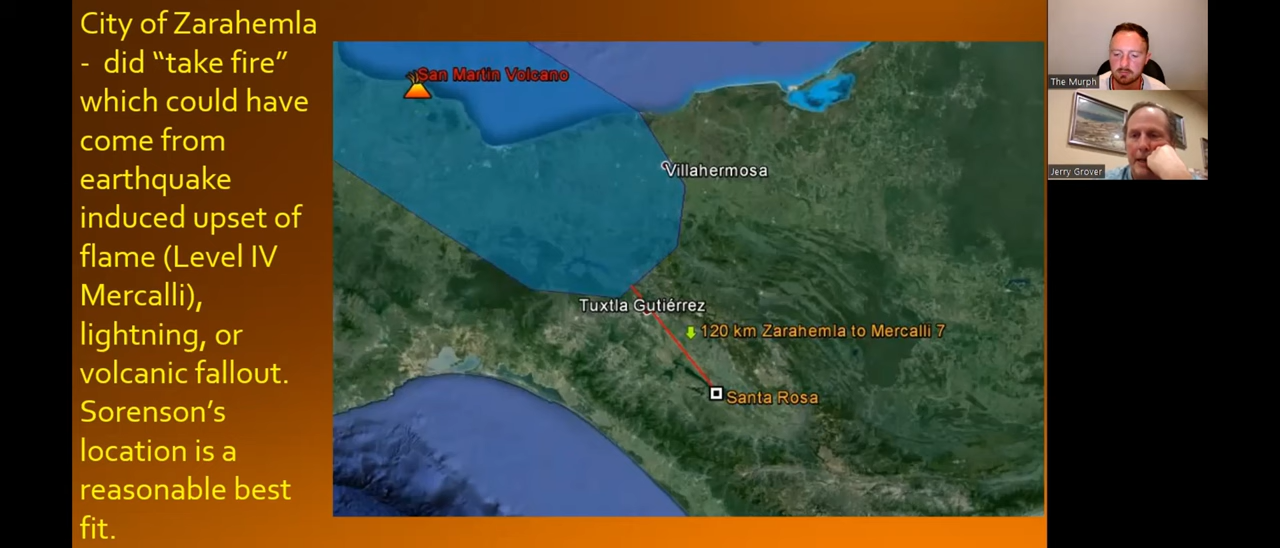 City of Zarahemla
- did “take fire”
which could have
come from
earthquake
induced upset of
flame (Level IV
Mercalli),
lightning, or
volcanic fallout.
Sorenson’s
location is a
reasonable best
fit.
San Martin Volcano
Villahermosa
Tuxtla Gutiérrez
120 km Zarahemla to Mercalli 7
Santa Rosa
The Murph
Jerry Grover